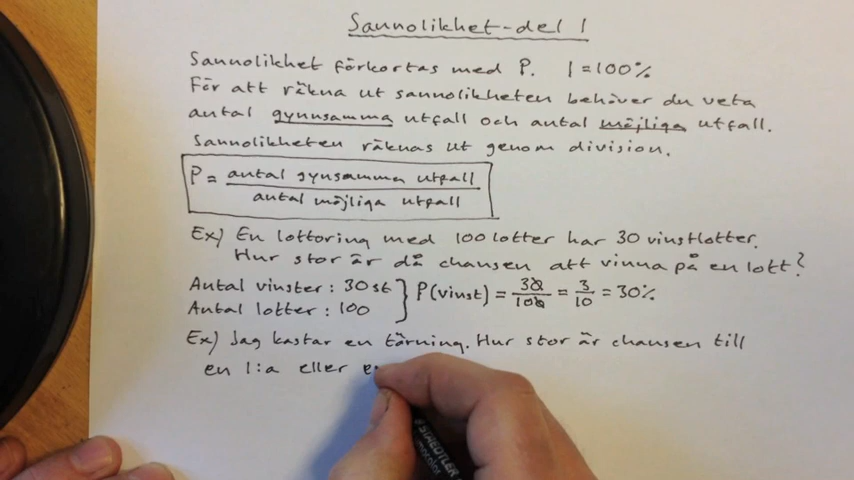 Sannolikhet-del 1
Sannolikhet förkortas med P. 1=100%
För att räkna ut sannolikheten behöver du veta
antal gynnsamma utfall och antal möjliga utfall.
Sannolikheten räknas ut genom division.
P = antal gynsamma utfall / antal möjliga utfall
Ex) En lottoring med 100 lotter har 30 vinstlotter.
Hur stor är då chansen att vinna på en lott?
Antal vinster : 30 st } P(vinst) = 30/100 = 3/10 = 30%
Antal lotter : 100
Ex) Jag kastar en tärning. Hur stor är chansen till
en 1:a eller
STAEDTLER